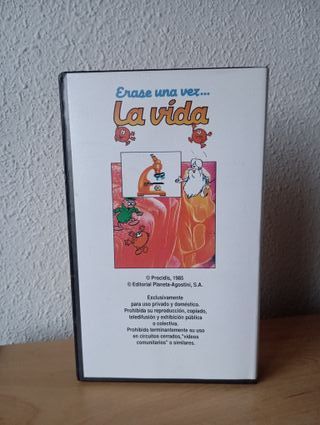 Erase una vez...
La vida
© Procidis, 1985
© Editorial Planeta-Agostini, S.A.
Exclusivamente
para uso privado y doméstico.
Prohibida su reproducción, copiado,
teledifusión y exhibición pública
o colectiva.
Prohibido terminantemente su uso
en circuitos cerrados, "videos
comunitarios" o similares.